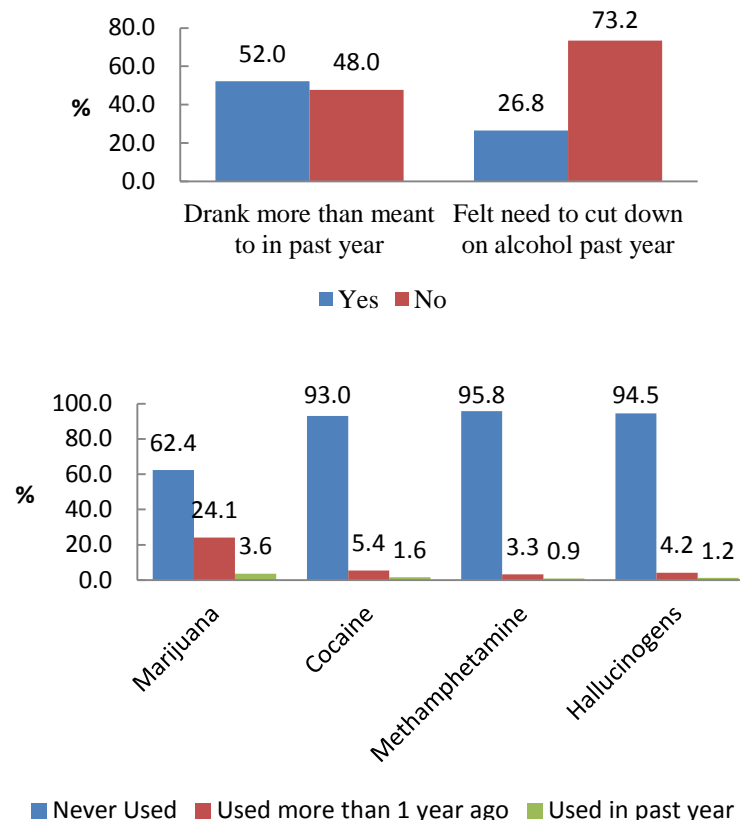 80.0
60.0
40.0
20.0
0.0
%
52.0 48.0 26.8 73.2
Drank more than meant to in past year
Felt need to cut down on alcohol past year
Yes No
100.0
80.0
60.0
40.0
20.0
0.0
%
62.4 24.1 3.6
93.0 5.4 1.6
95.8 3.3 0.9
94.5 4.2 1.2
Marijuana
Cocaine
Methamphetamine
Hallucinogens
Never Used Used more than 1 year ago Used in past year